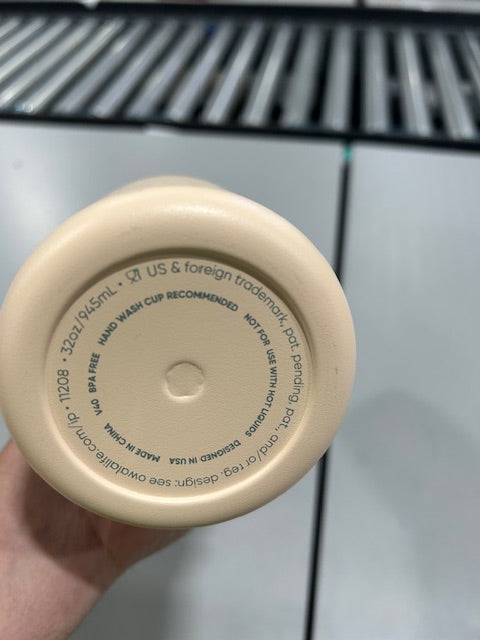 US & foreign trademark, pat. pending, pat., and/or reg. design: see owalalife.com/ip • 11208 • 32oz/945mL •
HAND WASH CUP RECOMMENDED
NOT FOR USE WITH HOT LIQUIDS
DESIGNED IN USA
MADE IN CHINA
V40
BPA FREE